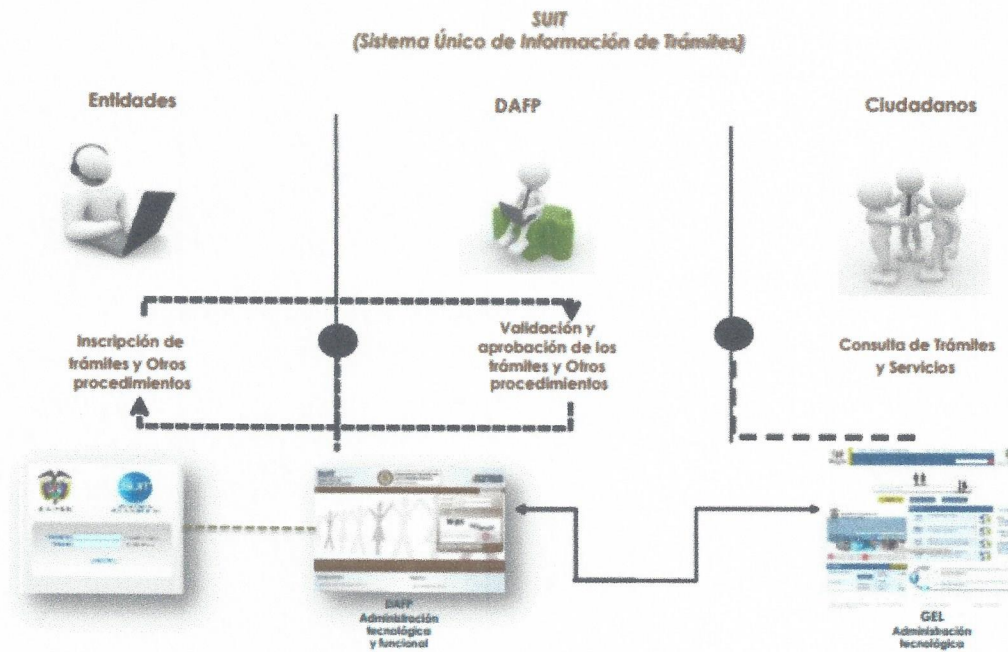 SUIT
(Sistema Único de Información de Trámites)
Entidades
DAFP
Ciudadanos
Inscripción de
trámites y Otros
procedimientos
Validación y
aprobación de los
trámites y Otros
procedimientos
Consulta de Trámites
y Servicios
DAFP
Administración
tecnológica
y funcional
GEL
Administración
tecnológica